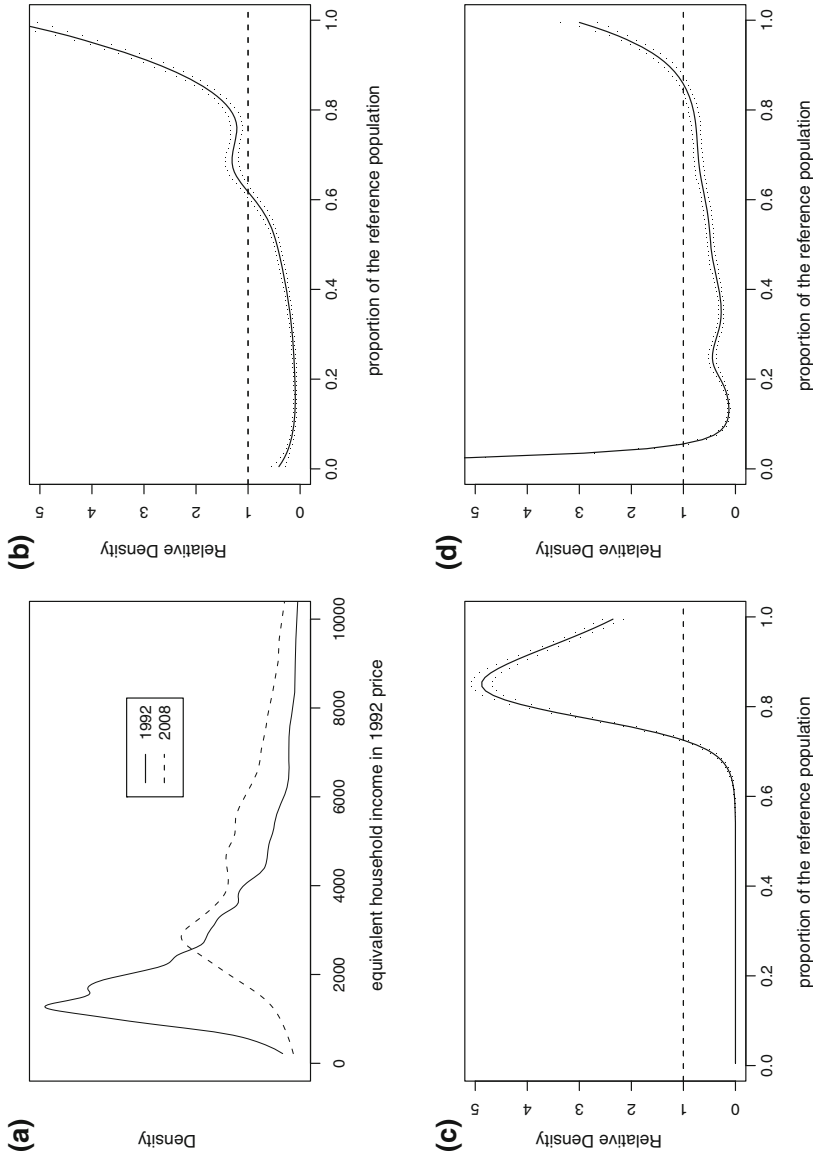 (a)
Density
1992
2008
0 2000 4000 6000 8000 10000
equivalent household income in 1992 price
(b)
Relative Density
0 1 2 3 4 5
0.0 0.2 0.4 0.6 0.8 1.0
proportion of the reference population
(c)
Relative Density
0 1 2 3 4 5
0.0 0.2 0.4 0.6 0.8 1.0
proportion of the reference population
(d)
Relative Density
0 1 2 3 4 5
0.0 0.2 0.4 0.6 0.8 1.0
proportion of the reference population